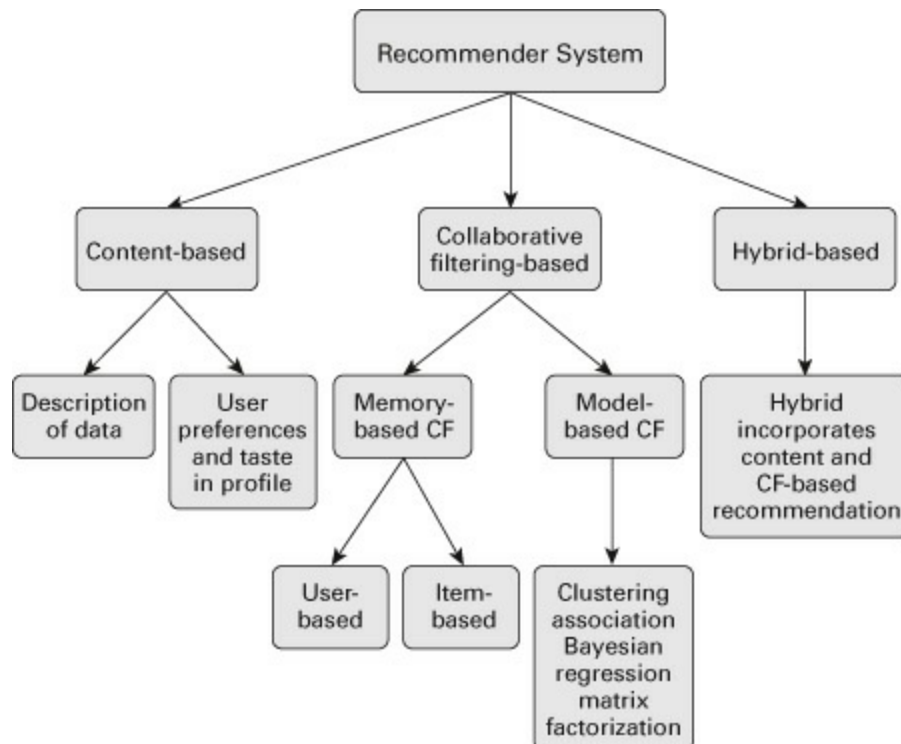 Recommender System
Content-based
Collaborative
filtering-based
Hybrid-based
Description
of data
User
preferences
and taste
in profile
Memory-
based CF
Model-
based CF
Hybrid
incorporates
content and
CF-based
recommendation
User-
based
Item-
based
Clustering
association
Bayesian
regression
matrix
factorization